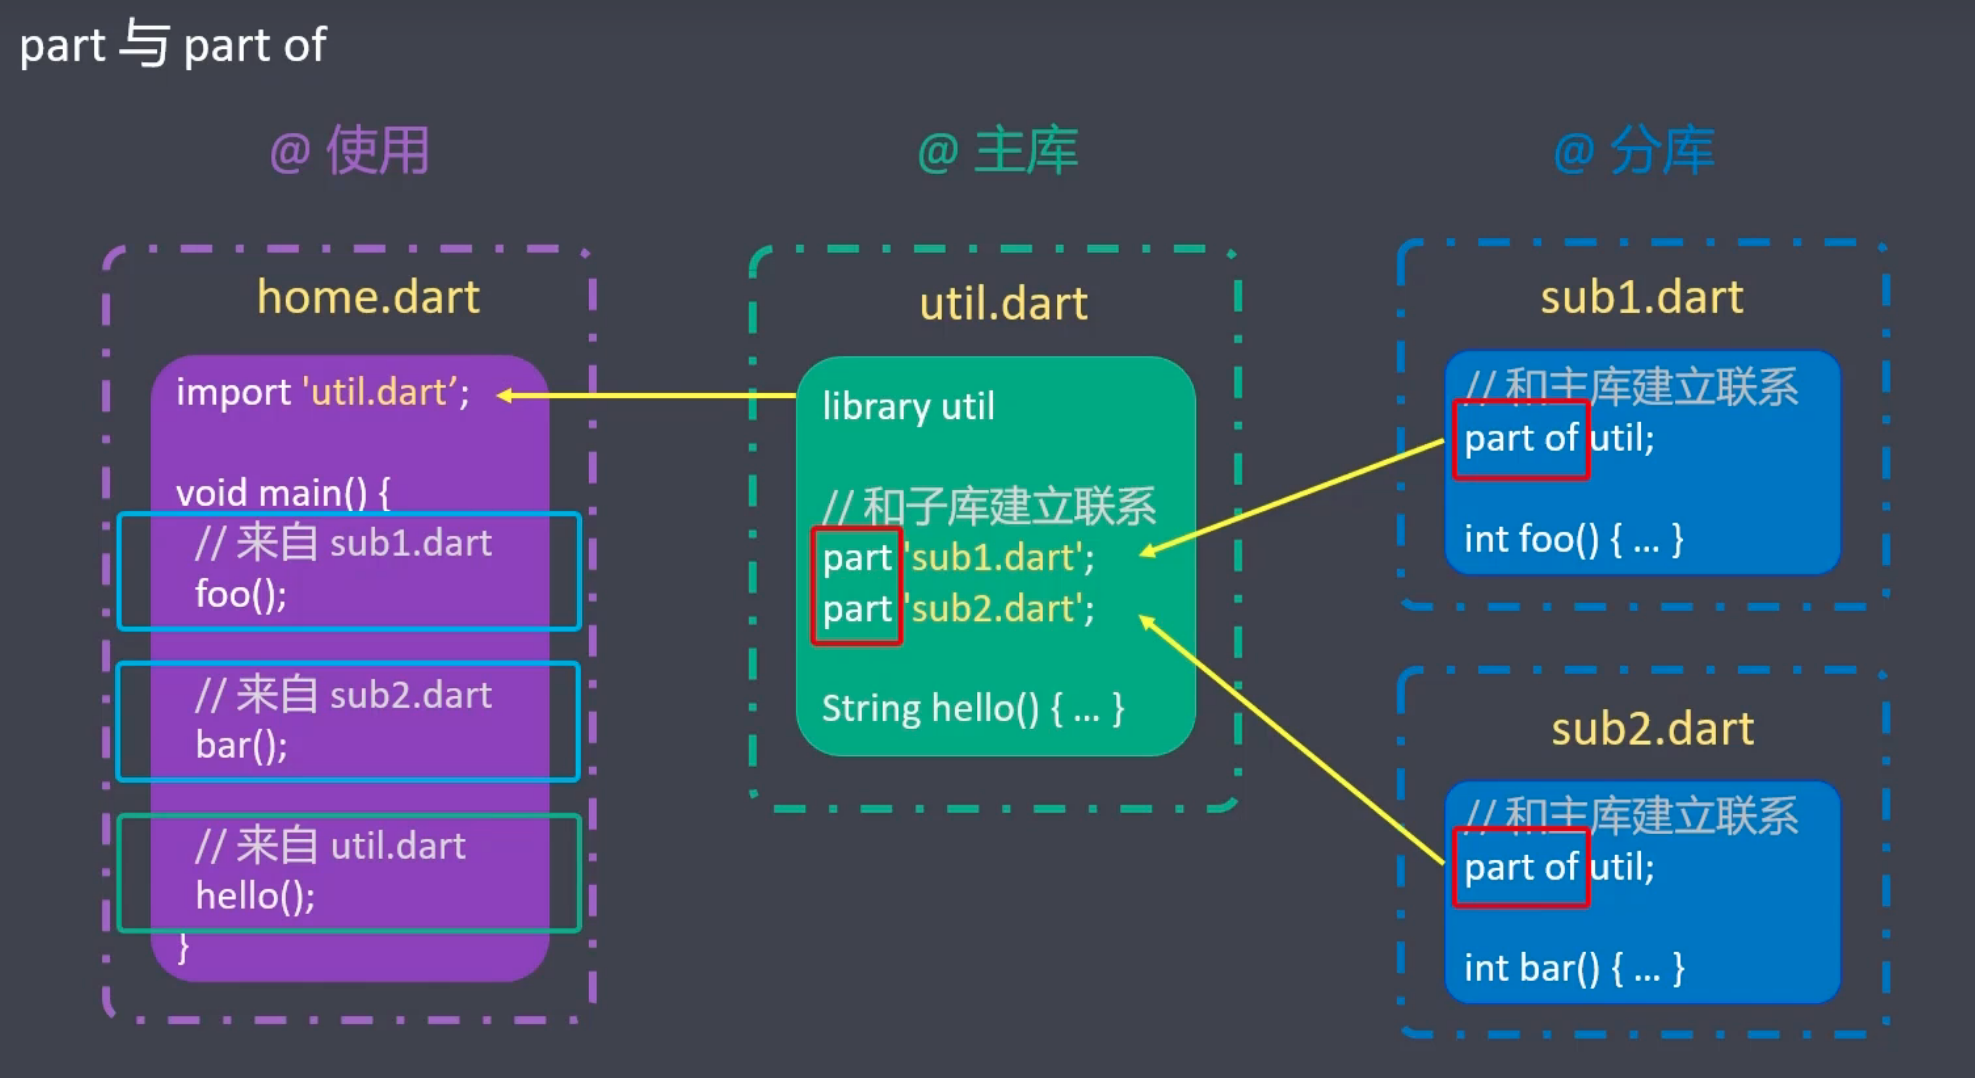 part 与 part of
@ 使用
home.dart
import 'util.dart’;
void main() {
// 来自 sub1.dart
foo();
// 来自 sub2.dart
bar();
// 来自 util.dart
hello();
}
@ 主库
util.dart
library util
// 和子库建立联系
part 'sub1.dart';
part 'sub2.dart';
String hello() { ... }
@ 分库
sub1.dart
// 和主库建立联系
part of util;
int foo() { ... }
sub2.dart
// 和主库建立联系
part of util;
int bar() { ... }